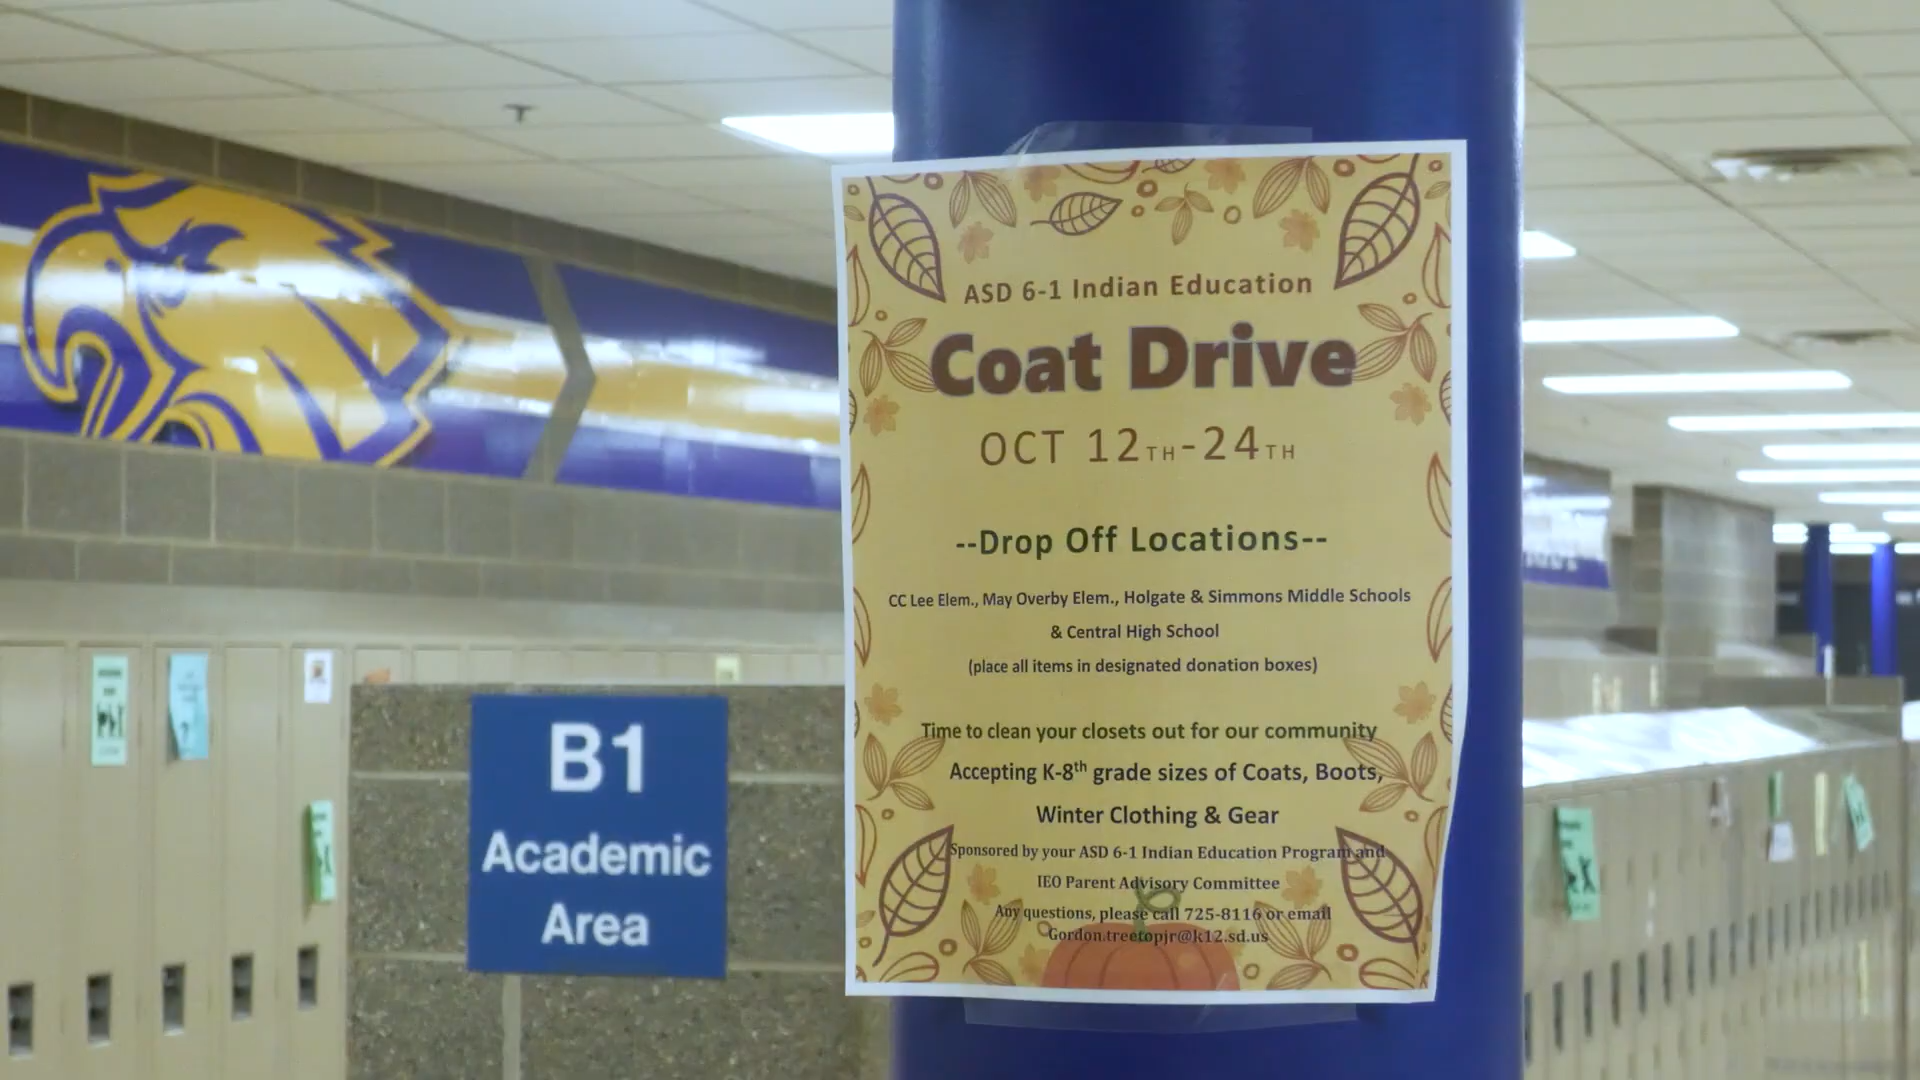 ASD 6-1 Indian Education
Coat Drive
OCT 12TH-24TH
--Drop Off Locations--
CC Lee Elem., May Overby Elem., Holgate & Simmons Middle Schools
& Central High School
(place all items in designated donation boxes)
Time to clean your closets out for our community
Accepting K-8th grade sizes of Coats, Boots,
Winter Clothing & Gear
Sponsored by your ASD 6-1 Indian Education Program and
IEO Parent Advisory Committee
Any questions, please call 725-8116 or email
Gordon.treetopjr@k12.sd.us
B1
Academic
Area